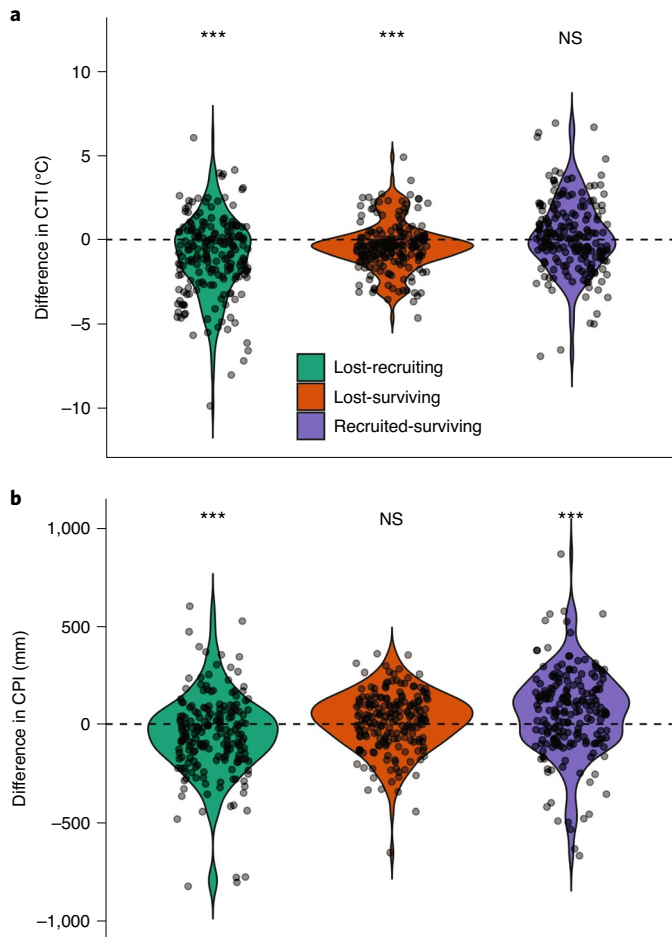 a
*** *** NS
10
5
0
–5
–10
Difference in CTI (°C)
Lost-recruiting
Lost-surviving
Recruited-surviving
b
*** NS ***
1,000
500
0
–500
–1,000
Difference in CPI (mm)